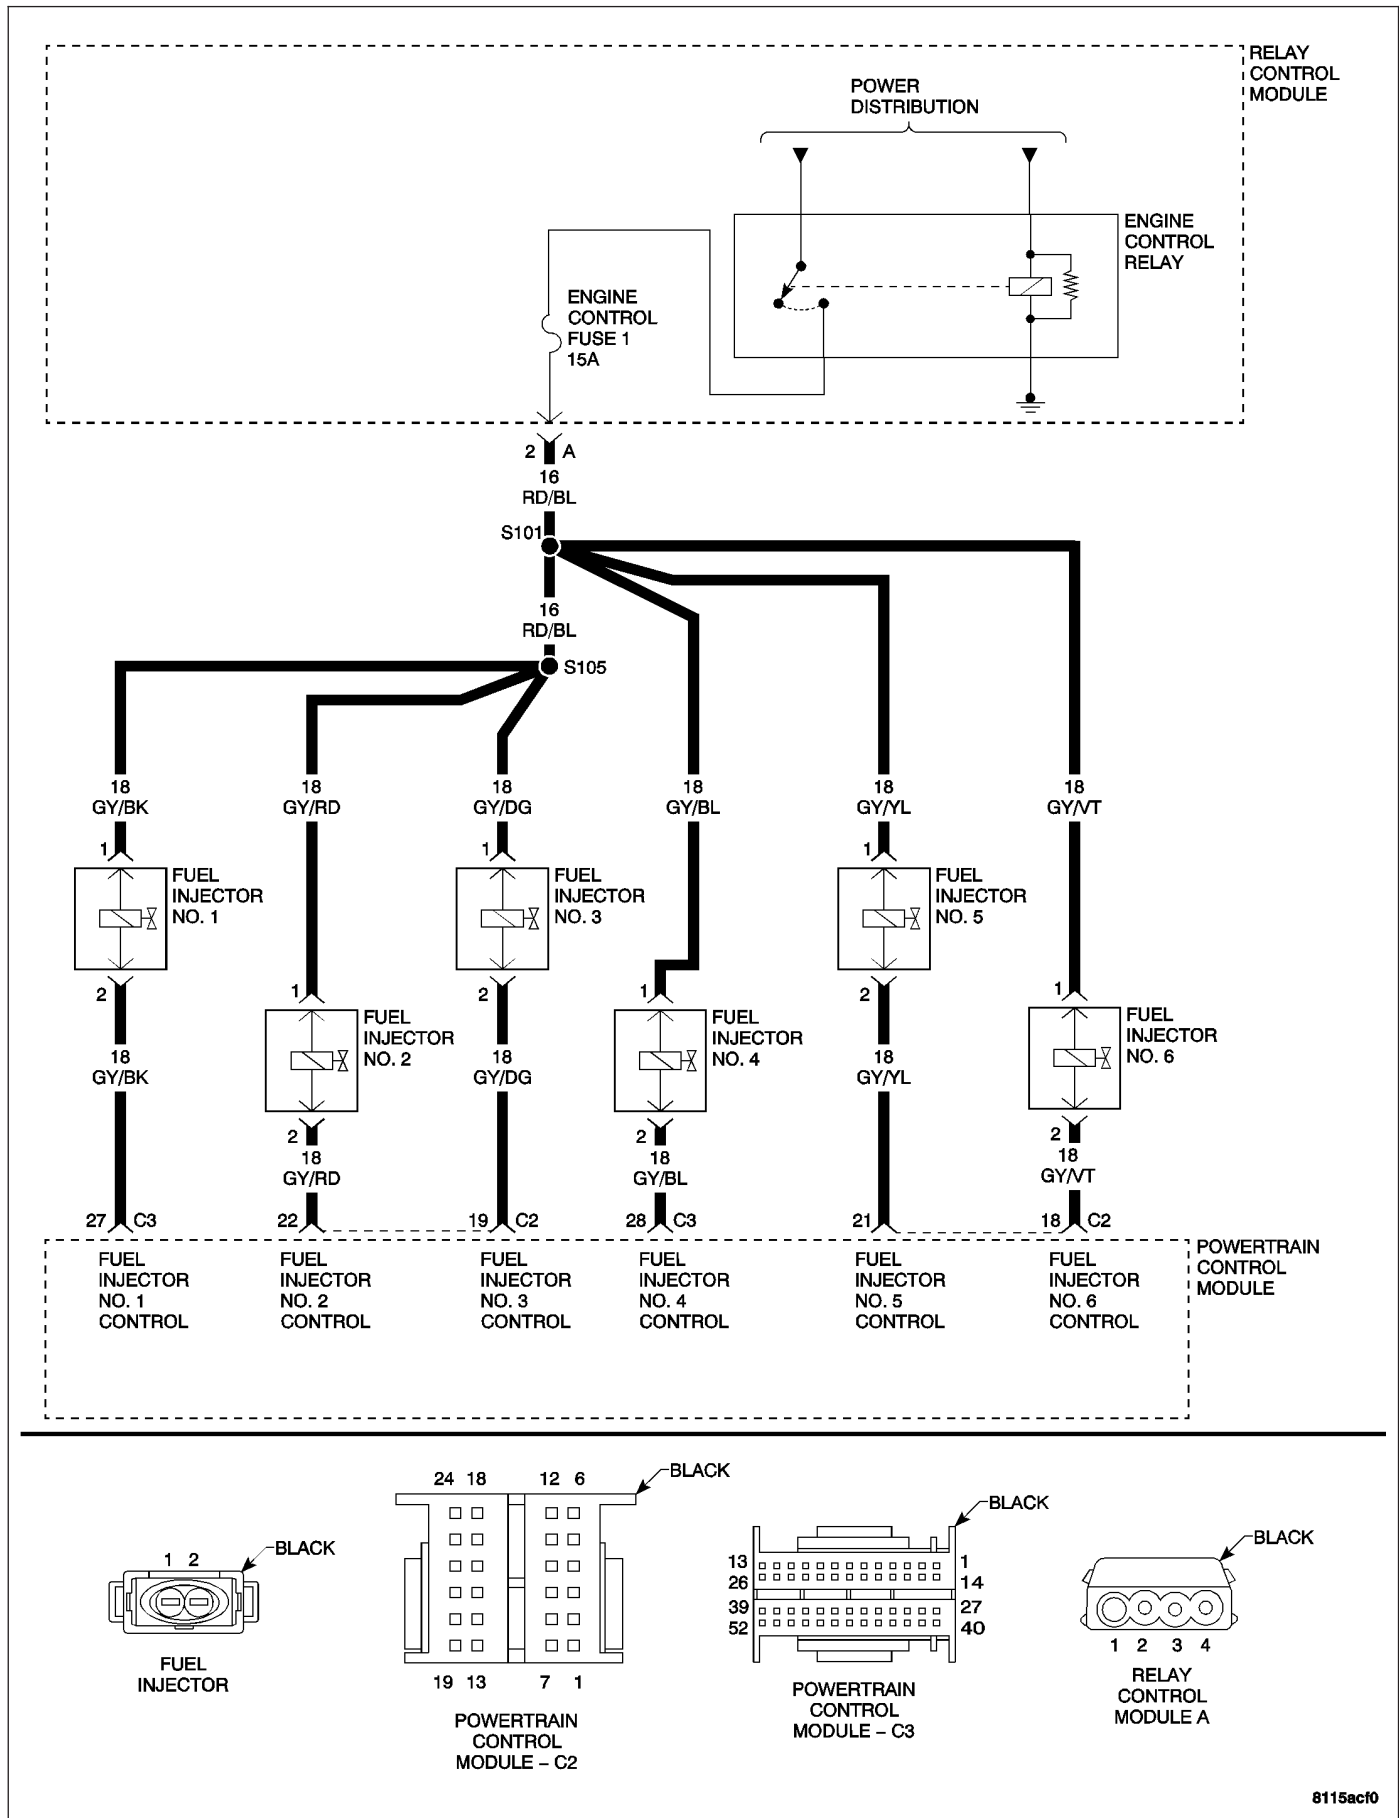 RELAY
CONTROL
MODULE
POWER
DISTRIBUTION
ENGINE
CONTROL
RELAY
ENGINE
CONTROL
FUSE 1
15A
2 A
16
RD/BL
S101
16
RD/BL
S105
18 18 18 18 18 18
GY/BK GY/RD GY/DG GY/BL GY/YL GY/VT
1 1 1
FUEL
INJECTOR
NO. 1
FUEL
INJECTOR
NO. 3
FUEL
INJECTOR
NO. 5
2 1 2 1 2 1
FUEL
INJECTOR
NO. 2
FUEL
INJECTOR
NO. 4
FUEL
INJECTOR
NO. 6
18 18 18
GY/BK GY/DG GY/YL
2 2 2
18 18 18
GY/RD GY/BL GY/VT
27 C3 22 19 C2 28 C3 21 18 C2
FUEL
INJECTOR
NO. 1
CONTROL
FUEL
INJECTOR
NO. 2
CONTROL
FUEL
INJECTOR
NO. 3
CONTROL
FUEL
INJECTOR
NO. 4
CONTROL
FUEL
INJECTOR
NO. 5
CONTROL
FUEL
INJECTOR
NO. 6
CONTROL
POWERTRAIN
CONTROL
MODULE
1 2
BLACK
FUEL
INJECTOR
24 18 12 6
BLACK
19 13 7 1
POWERTRAIN
CONTROL
MODULE – C2
BLACK
13 1
26 14
39 27
52 40
POWERTRAIN
CONTROL
MODULE – C3
BLACK
1 2 3 4
RELAY
CONTROL
MODULE A
8115acf0